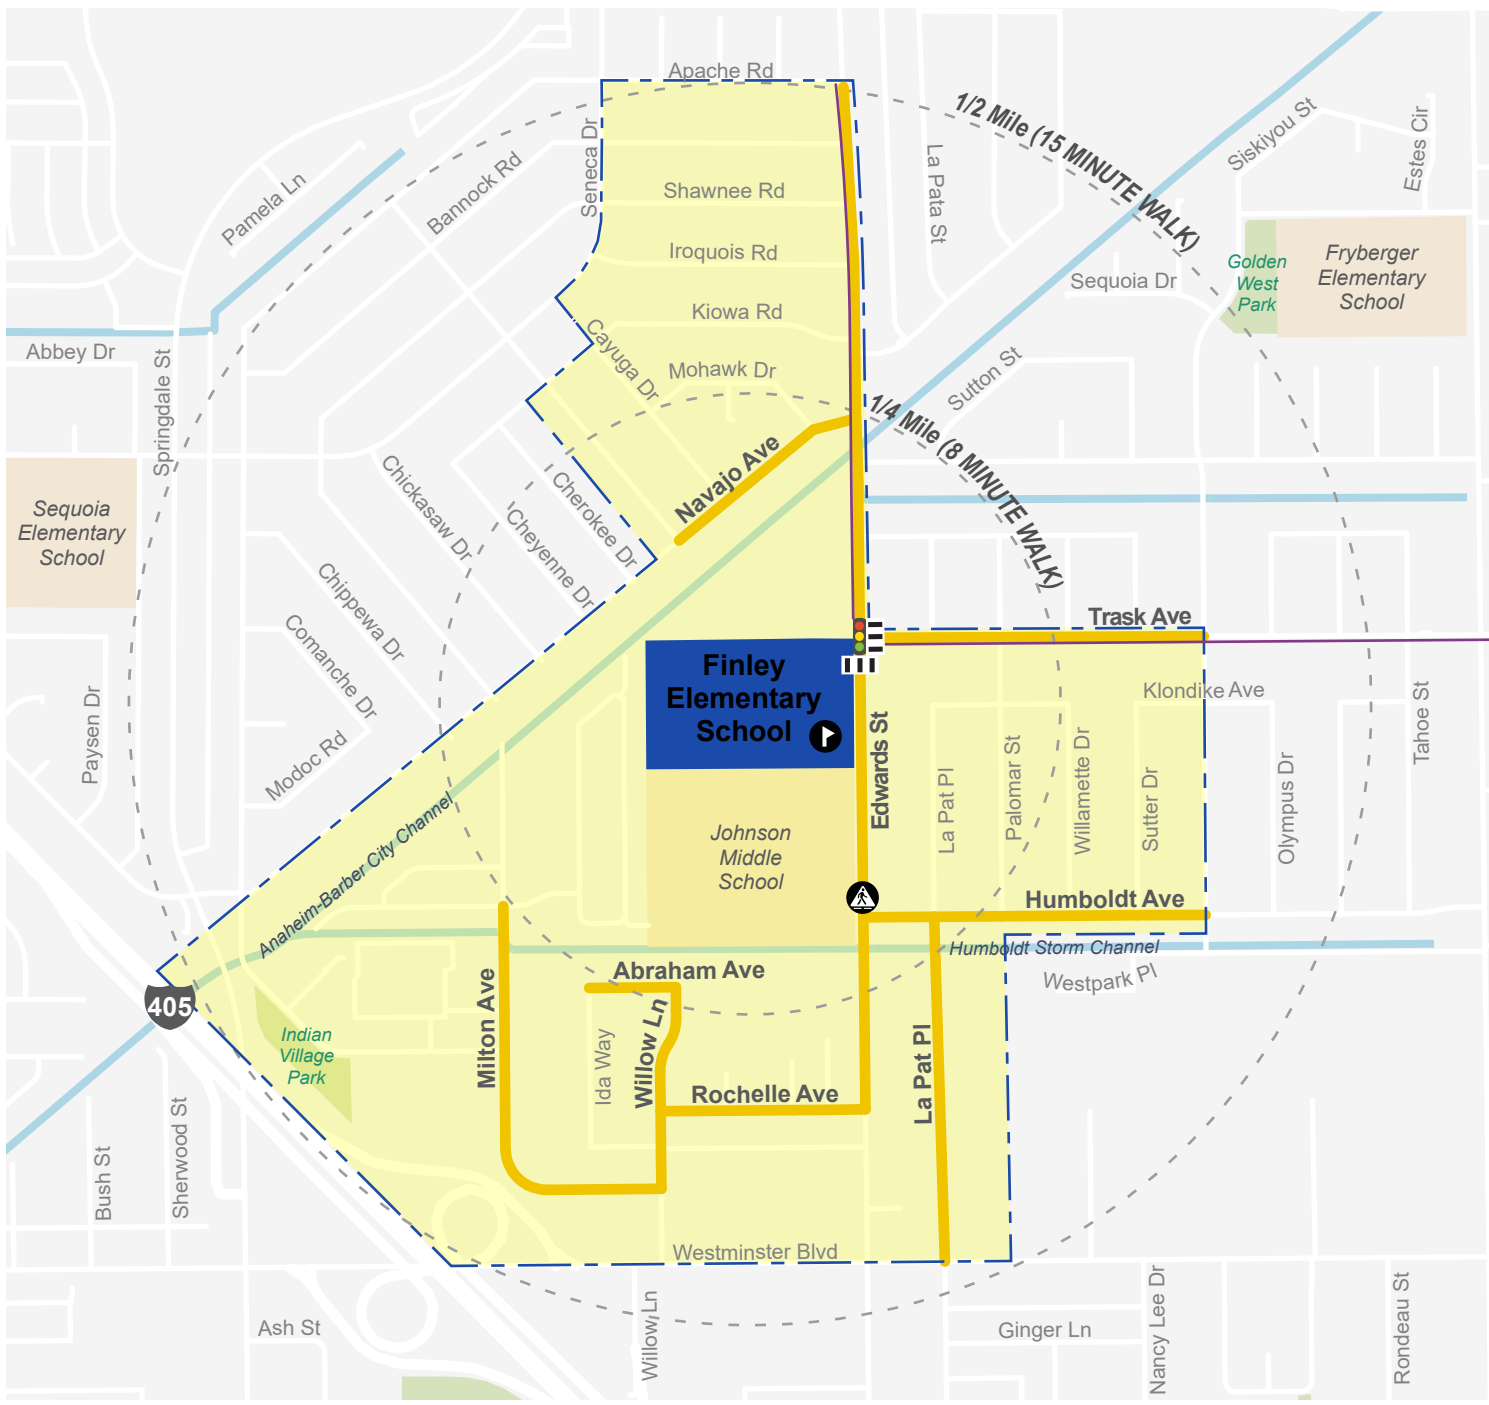 Apache Rd
1/2 Mile (15 MINUTE WALK)
Siskiyou St
Estes Cir
Seneca Dr
Bannock Rd
Pamela Ln
La Pata St
Shawnee Rd
Iroquois Rd
Kiowa Rd
Sequoia Dr
Golden
West
Park
Fryberger
Elementary
School
Abbey Dr
Springdale St
Cayuga Dr
Mohawk Dr
Sutton St
1/4 Mile (8 MINUTE WALK)
Navajo Ave
Chickasaw Dr
Cherokee Dr
Cheyenne Dr
Sequoia
Elementary
School
Chippewa Dr
Comanche Dr
Modoc Rd
Paysen Dr
Trask Ave
Finley
Elementary
School
Klondike Ave
Tahoe St
Edwards St
La Pat Pl
Palomar St
Willamette Dr
Sutter Dr
Olympus Dr
Johnson
Middle
School
Anaheim-Barber City Channel
Humboldt Ave
Humboldt Storm Channel
Westpark Pl
405
Abraham Ave
Milton Ave
Ida Way
Willow Ln
Rochelle Ave
La Pat Pl
Indian
Village
Park
Bush St
Sherwood St
Westminster Blvd
Ash St
Willow Ln
Ginger Ln
Nancy Lee Dr
Rondeau St